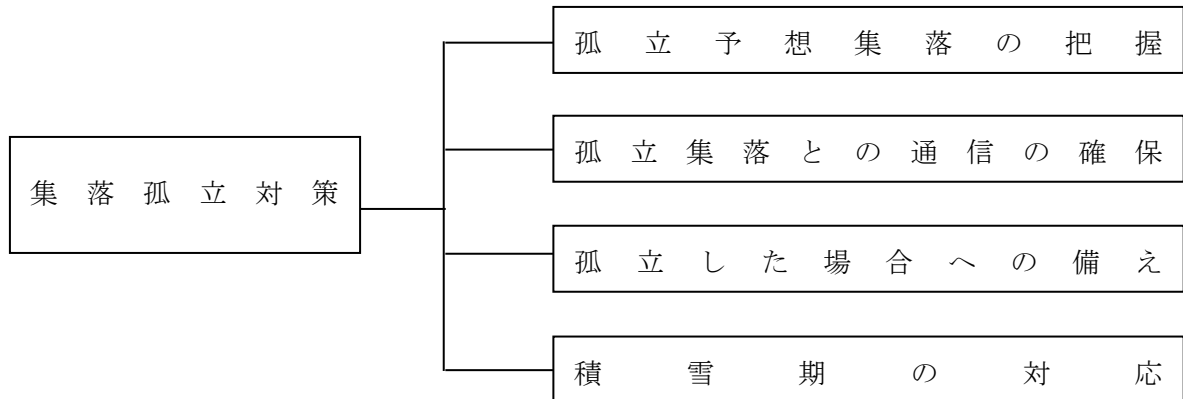 集落孤立対策
孤立予想集落の把握
孤立集落との通信の確保
孤立した場合への備え
積雪期の対応